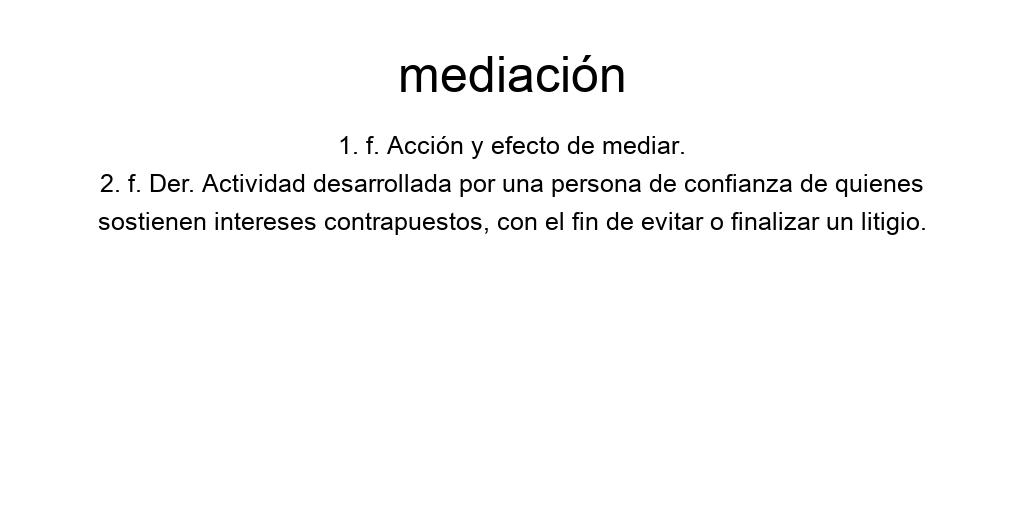 mediación
1. f. Acción y efecto de mediar.
2. f. Der. Actividad desarrollada por una persona de confianza de quienes
sostienen intereses contrapuestos, con el fin de evitar o finalizar un litigio.